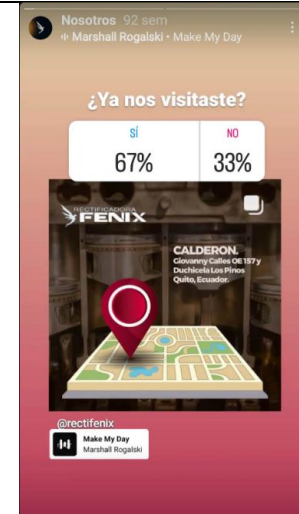 Nosotros 92 sem
Marshall Rogalski • Make My Day
¿Ya nos visitaste?
SÍ
67%
NO
33%
RECTIFICADORA
FENIX
CALDERON.
Giovanny Calles OE 157 y
Duchicela Los Pinos
Quito, Ecuador.
@rectifenix
Make My Day
Marshall Rogalski